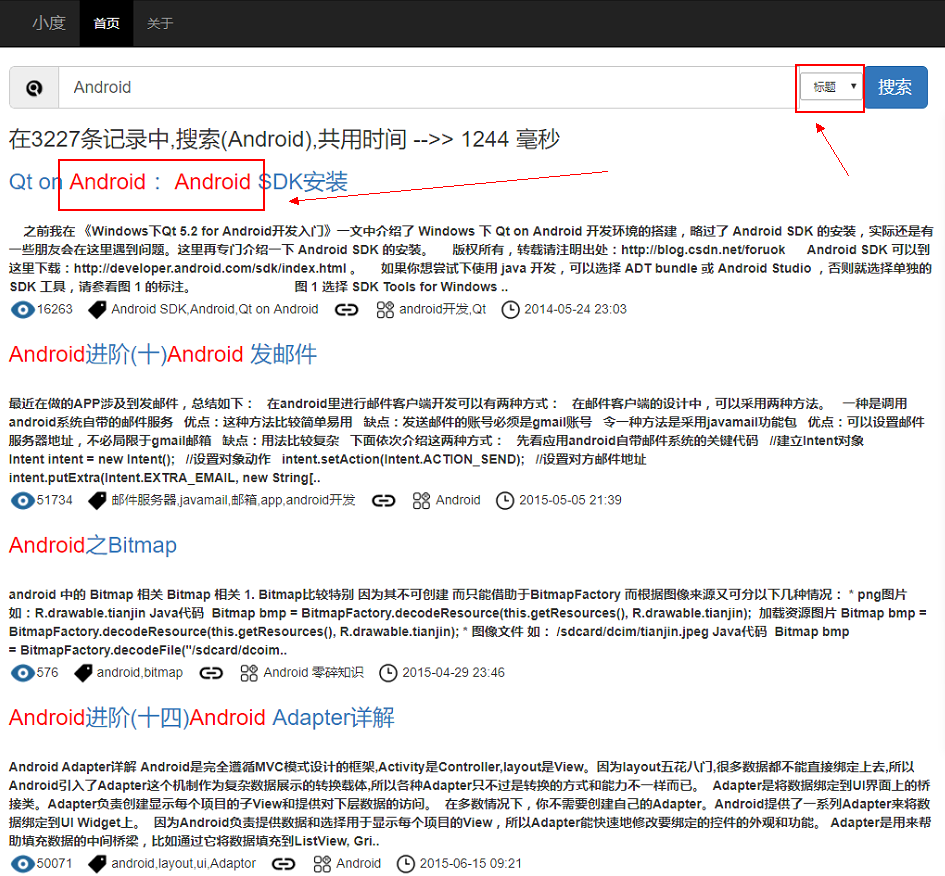 小度 首页 关于
Android 标题 搜索
在3227条记录中,搜索(Android),共用时间 -->> 1244 毫秒
Qt on Android： Android SDK安装
之前我在 《Windows下Qt 5.2 for Android开发入门》一文中介绍了 Windows 下 Qt on Android 开发环境的搭建，略过了 Android SDK 的安装，实际还是有
一些朋友会在这里遇到问题。这里再专门介绍一下 Android SDK 的安装。 版权所有，转载请注明出处：http://blog.csdn.net/foruok Android SDK 可以到
这里下载：http://developer.android.com/sdk/index.html 。 如果你想尝试下使用 java 开发，可以选择 ADT bundle 或 Android Studio ，否则就选择单独的
SDK 工具，请参看图 1 的标注。 图 1 选择 SDK Tools for Windows ..
16263 Android SDK,Android,Qt on Android android开发,Qt 2014-05-24 23:03
Android进阶(十)Android 发邮件
最近在做的APP涉及到发邮件，总结如下： 在android里进行邮件客户端开发可以有两种方式： 在邮件客户端的设计中，可以采用两种方法。 一种是调用
android系统自带的邮件服务 优点：这种方法比较简单易用 缺点：发送邮件的账号必须是gmail账号 令一种方法是采用javamail功能包 优点：可以设置邮件
服务器地址，不必局限于gmail邮箱 缺点：用法比较复杂 下面依次介绍这两种方式： 先看应用android自带邮件系统的关键代码 //建立Intent对象
Intent intent = new Intent(); //设置对象动作 intent.setAction(Intent.ACTION_SEND); //设置对方邮件地址
intent.putExtra(Intent.EXTRA_EMAIL, new String[..
51734 邮件服务器,javamail,邮箱,app,android开发 Android 2015-05-05 21:39
Android之Bitmap
android 中的 Bitmap 相关 Bitmap 相关 1. Bitmap比较特别 因为其不可创建 而只能借助于BitmapFactory 而根据图像来源又可分以下几种情况： * png图片
如：R.drawable.tianjin Java代码 Bitmap bmp = BitmapFactory.decodeResource(this.getResources(), R.drawable.tianjin); 加载资源图片 Bitmap bmp =
BitmapFactory.decodeResource(this.getResources(), R.drawable.tianjin); * 图像文件 如： /sdcard/dcim/tianjin.jpeg Java代码 Bitmap bmp
= BitmapFactory.decodeFile("/sdcard/dcoim..
576 android,bitmap Android 零碎知识 2015-04-29 23:46
Android进阶(十四)Android Adapter详解
Android Adapter详解 Android是完全遵循MVC模式设计的框架,Activity是Controller,layout是View。因为layout五花八门,很多数据都不能直接绑定上去,所以
Android引入了Adapter这个机制作为复杂数据展示的转换载体,所以各种Adapter只不过是转换的方式和能力不一样而已。 Adapter是将数据绑定到UI界面上的桥
接类。Adapter负责创建显示每个项目的子View和提供对下层数据的访问。 在多数情况下，你不需要创建自己的Adapter。Android提供了一系列Adapter来将数
据绑定到UI Widget上。 因为Android负责提供数据和选择用于显示每个项目的View，所以Adapter能快速地修改要绑定的控件的外观和功能。 Adapter是用来帮
助填充数据的中间桥梁，比如通过它将数据填充到ListView, Gri..
50071 android,layout,ui,Adaptor Android 2015-06-15 09:21